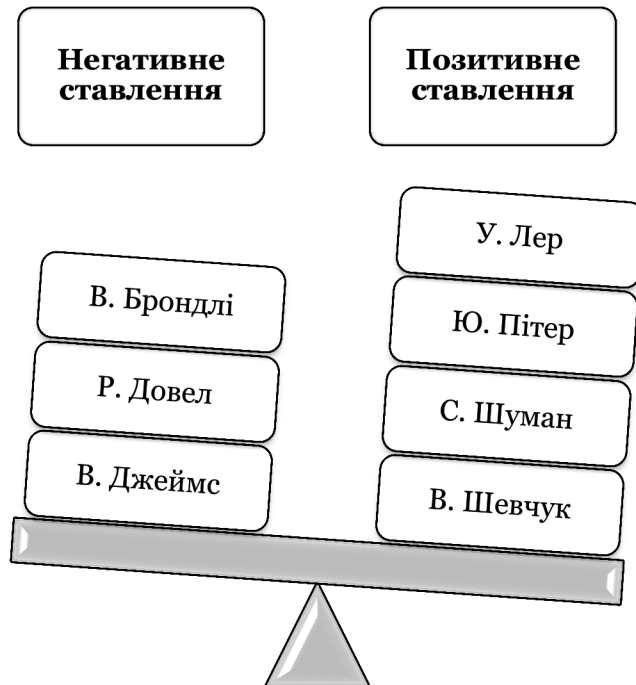 Негативне
ставлення
Позитивне
ставлення
В. Брондлі
Р. Довел
В. Джеймс
У. Лер
Ю. Пітер
С. Шуман
В. Шевчук